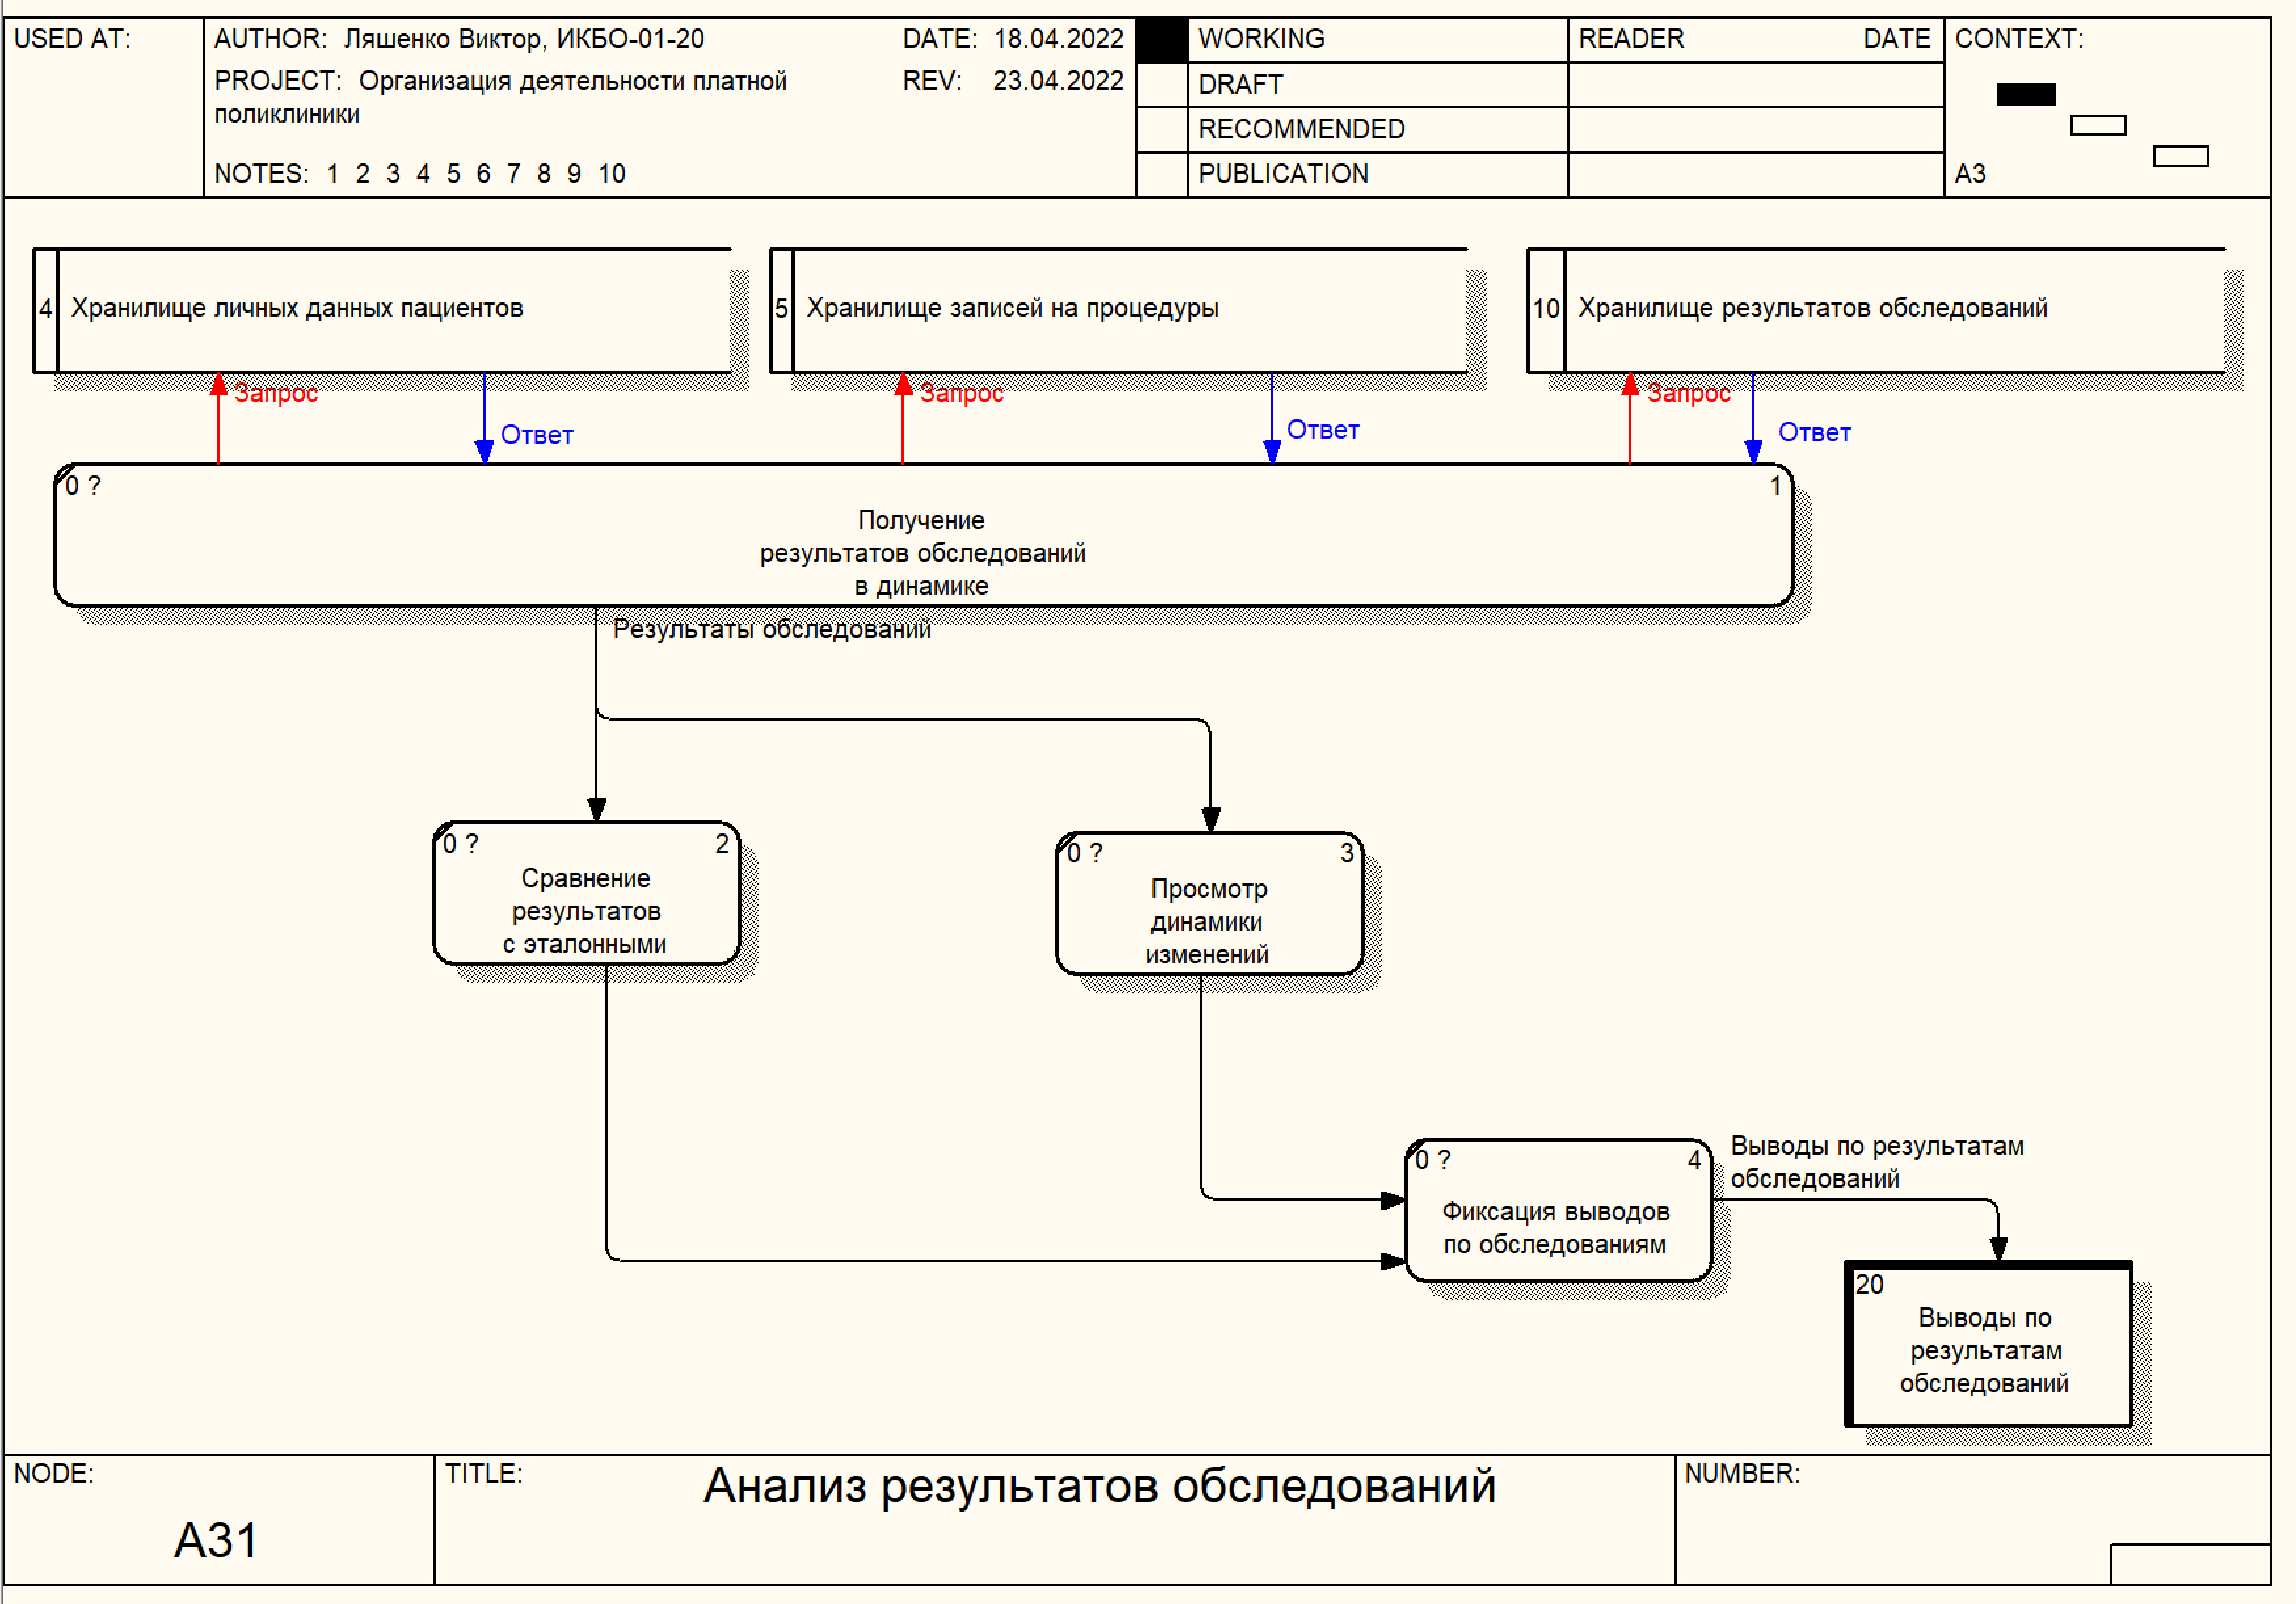 USED AT:
AUTHOR: Ляшенко Виктор, ИКБО-01-20
DATE: 18.04.2022
PROJECT: Организация деятельности платной
поликлиники
REV: 23.04.2022
NOTES: 1 2 3 4 5 6 7 8 9 10
WORKING
DRAFT
RECOMMENDED
PUBLICATION
READER DATE
CONTEXT:
A3
4 Хранилище личных данных пациентов
5 Хранилище записей на процедуры
10 Хранилище результатов обследований
Запрос
Ответ
Запрос
Ответ
Запрос
Ответ
0 ? 1
Получение
результатов обследований
в динамике
Результаты обследований
0 ? 2
Сравнение
результатов
с эталонными
0 ? 3
Просмотр
динамики
изменений
0 ? 4
Фиксация выводов
по обследованиям
Выводы по результатам
обследований
20
Выводы по
результатам
обследований
NODE:
A31
TITLE:
Анализ результатов обследований
NUMBER: